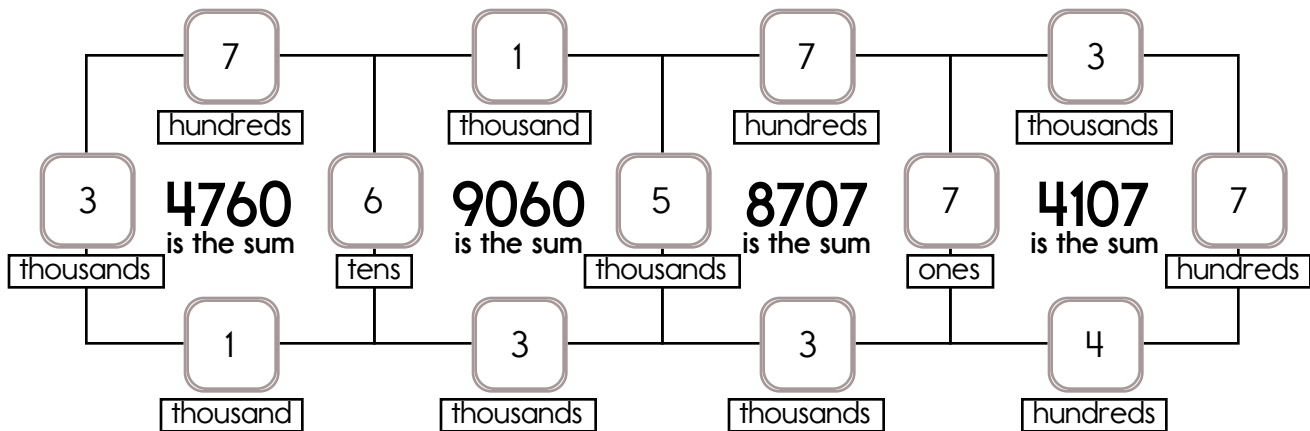 7 1 7 3
hundreds thousand hundreds thousands
3 4760 6 9060 5 8707 7 4107 7
is the sum is the sum is the sum is the sum
thousands tens thousands ones hundreds
1 3 3 4
thousand thousands thousands hundreds